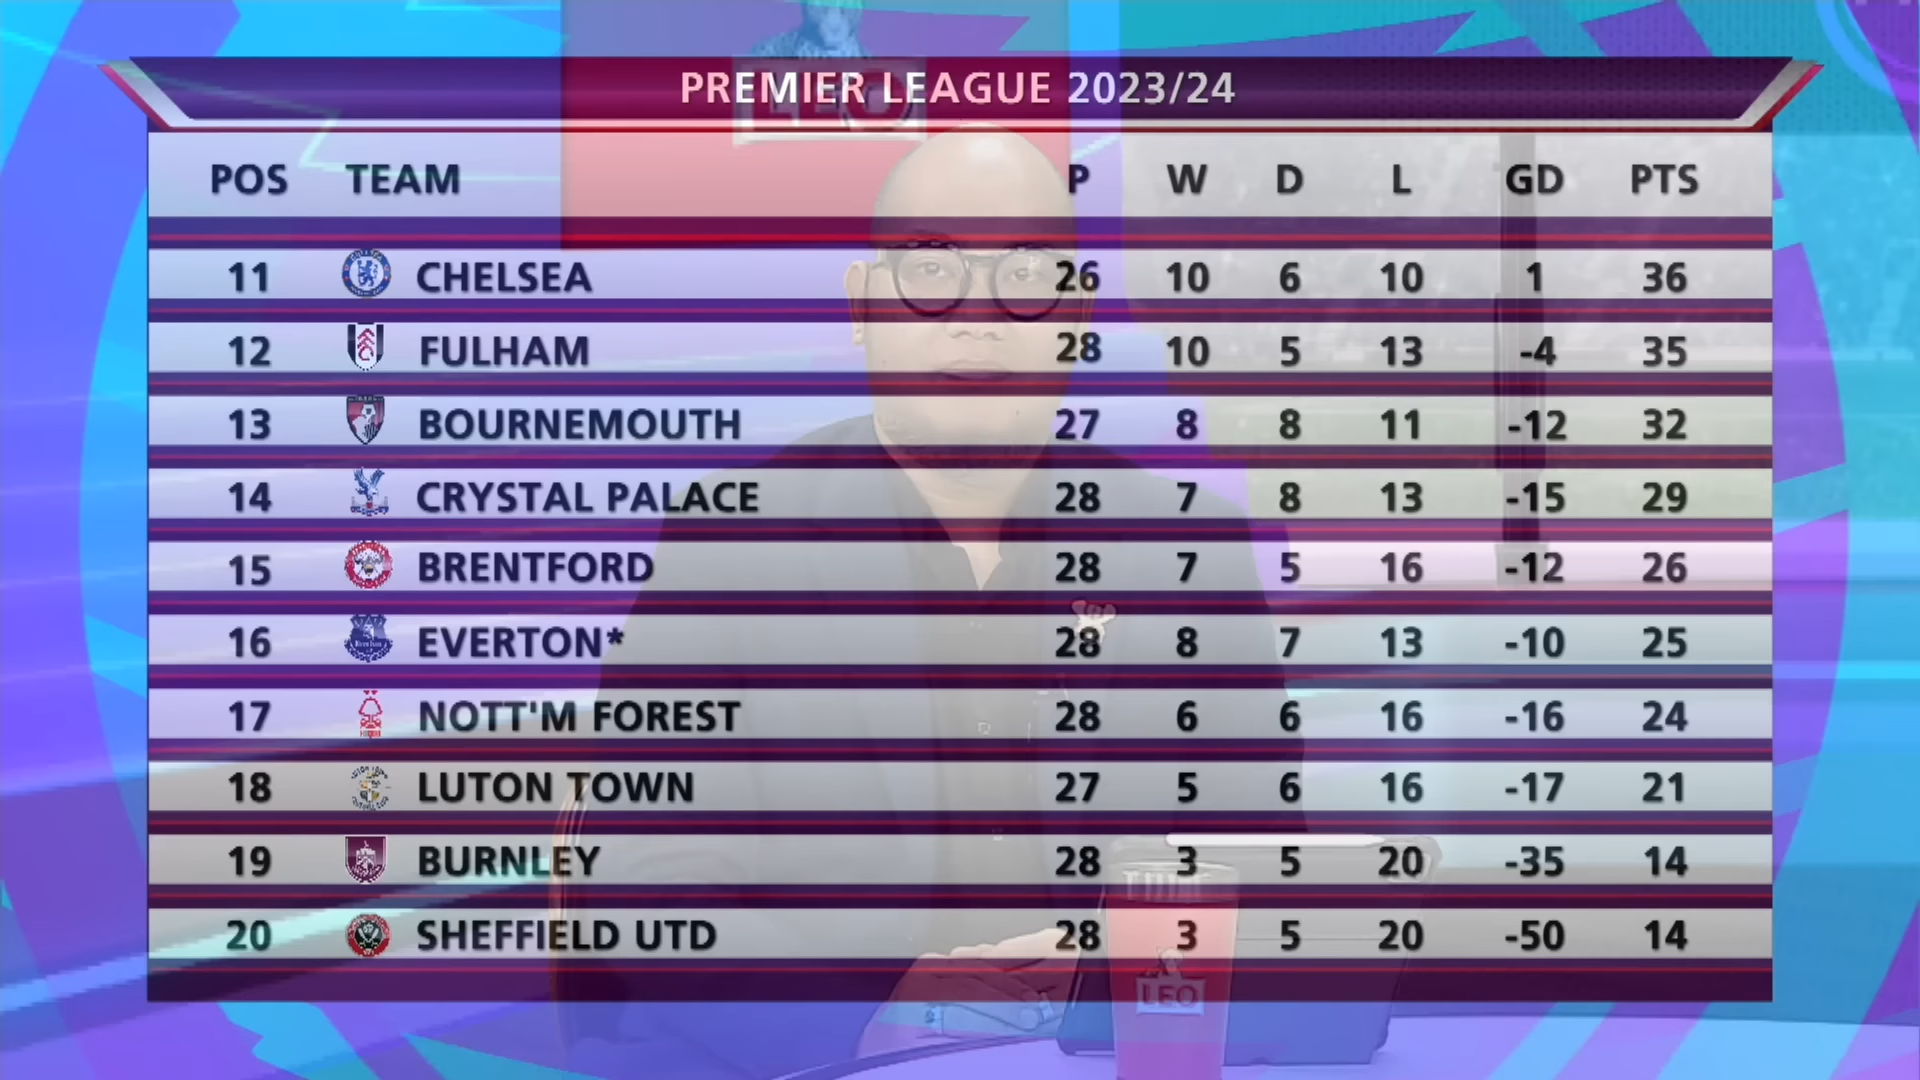 PREMIER LEAGUE 2023/24
LEO
POS TEAM P W D L GD PTS
11 CHELSEA 26 10 6 10 1 36
12 FULHAM 28 10 5 13 -4 35
13 BOURNEMOUTH 27 8 8 11 -12 32
14 CRYSTAL PALACE 28 7 8 13 -15 29
15 BRENTFORD 28 7 5 16 -12 26
16 EVERTON* 28 8 7 13 -10 25
17 NOTT'M FOREST 28 6 6 16 -16 24
18 LUTON TOWN 27 5 6 16 -17 21
19 BURNLEY 28 3 5 20 -35 14
20 SHEFFIELD UTD 28 3 5 20 -50 14
LEO